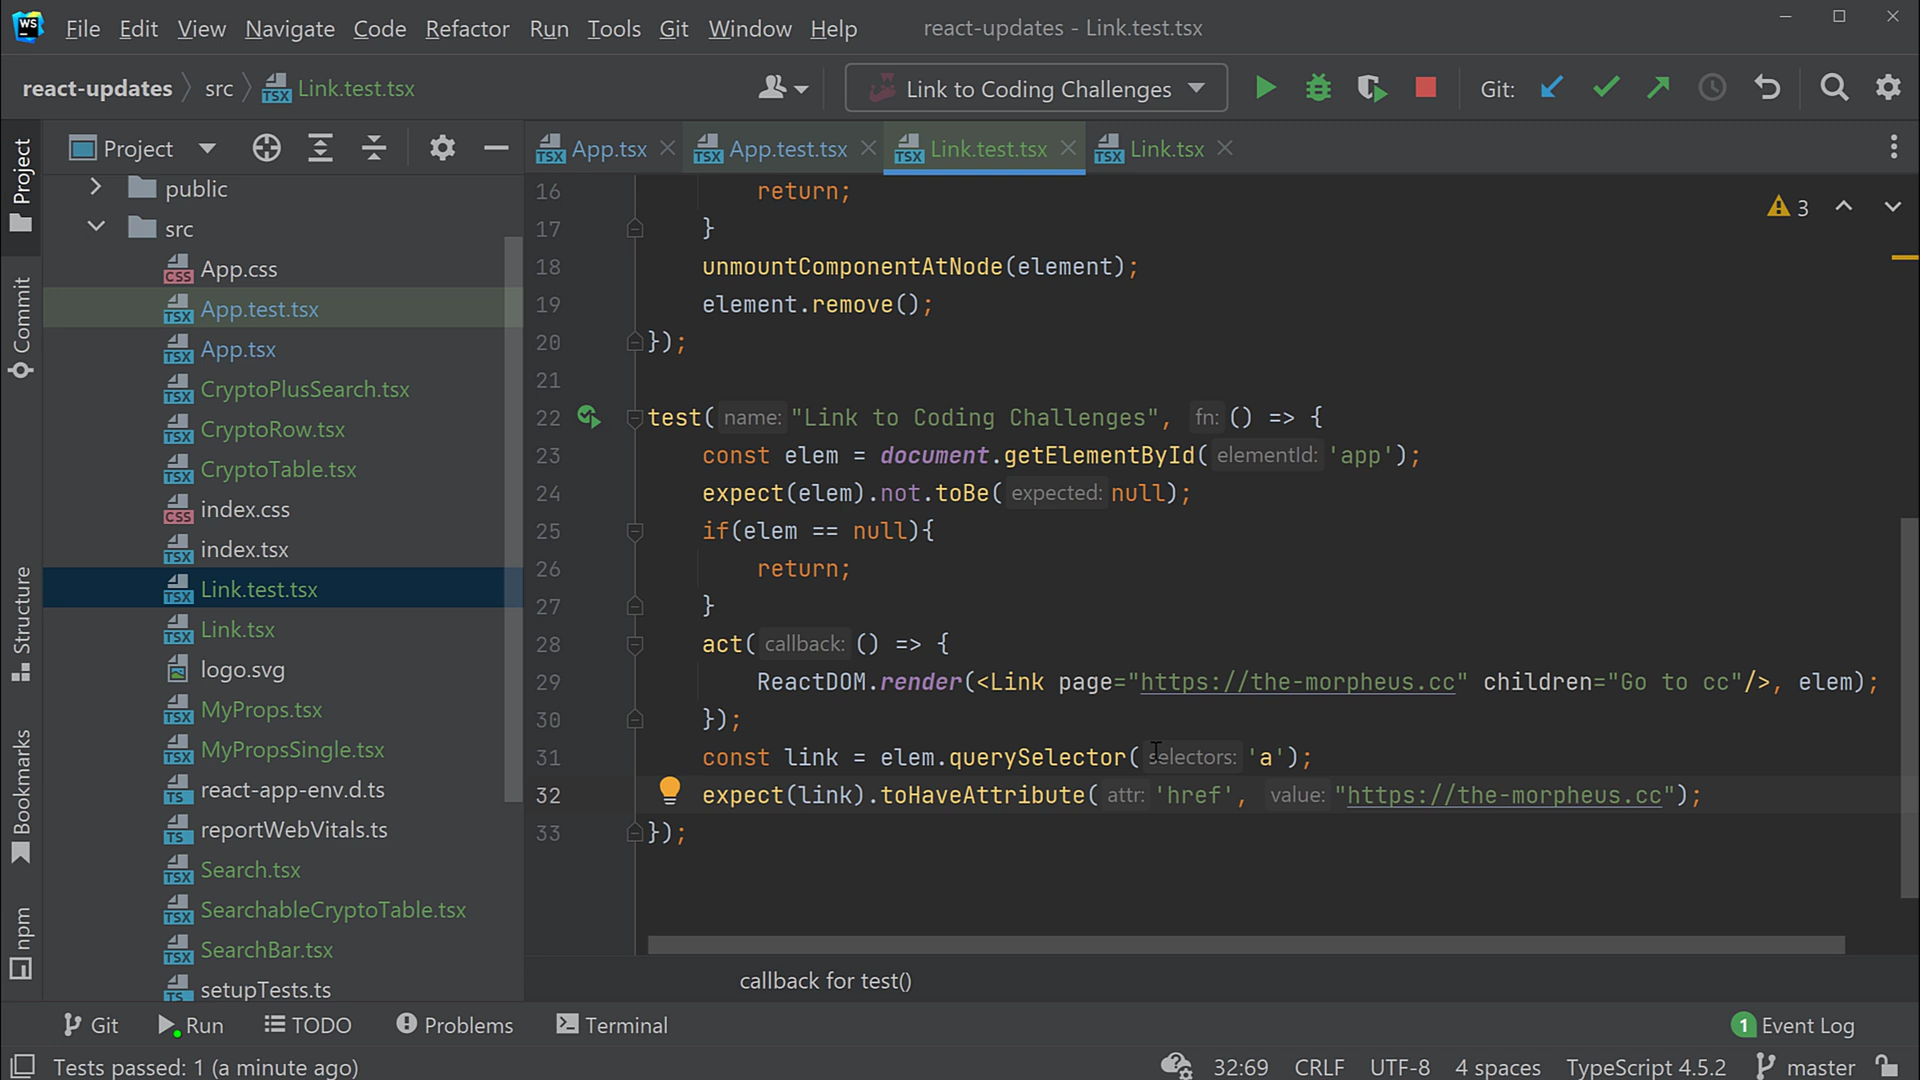 WS File Edit View Navigate Code Refactor Run Tools Git Window Help react-updates - Link.test.tsx
react-updates src Link.test.tsx Link to Coding Challenges Git:
Project
App.tsx App.test.tsx Link.test.tsx Link.tsx
public
src
App.css
App.test.tsx
App.tsx
CryptoPlusSearch.tsx
CryptoRow.tsx
CryptoTable.tsx
index.css
index.tsx
Link.test.tsx
Link.tsx
logo.svg
MyProps.tsx
MyPropsSingle.tsx
react-app-env.d.ts
reportWebVitals.ts
Search.tsx
SearchableCryptoTable.tsx
SearchBar.tsx
setupTests.ts
Project
Commit
Structure
Bookmarks
npm
3
16 return;
17 }
18 unmountComponentAtNode(element);
19 element.remove();
20 });
21
22 test( name: "Link to Coding Challenges", fn: () => {
23 const elem = document.getElementById( elementId: 'app');
24 expect(elem).not.toBe( expected: null);
25 if(elem == null){
26 return;
27 }
28 act( callback: () => {
29 ReactDOM.render(<Link page="https://the-morpheus.cc" children="Go to cc"/>, elem);
30 });
31 const link = elem.querySelector( selectors: 'a');
32 expect(link).toHaveAttribute( attr: 'href', value: "https://the-morpheus.cc");
33 });
callback for test()
Git Run TODO Problems Terminal 1 Event Log
Tests passed: 1 (a minute ago) 32:69 CRLF UTF-8 4 spaces TypeScript 4.5.2 master